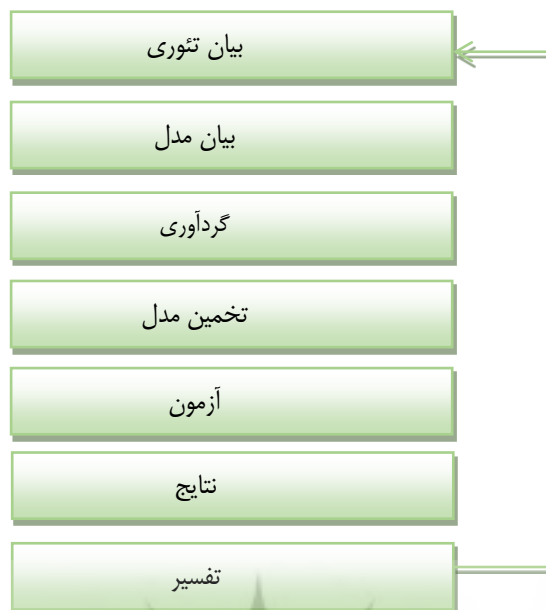 بیان تئوری
بیان مدل
گردآوری
تخمین مدل
آزمون
نتایج
تفسیر